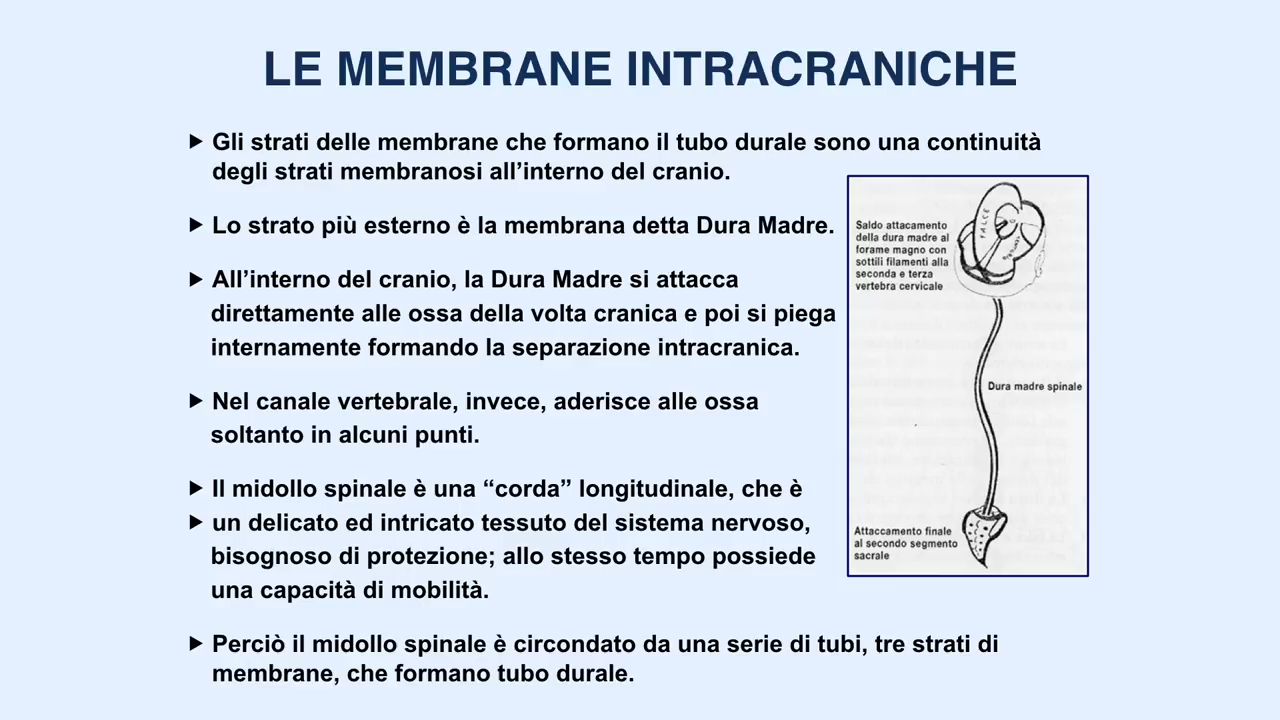 LE MEMBRANE INTRACRANICHE
Gli strati delle membrane che formano il tubo durale sono una continuità
degli strati membranosi all’interno del cranio.
Lo strato più esterno è la membrana detta Dura Madre.
All’interno del cranio, la Dura Madre si attacca
direttamente alle ossa della volta cranica e poi si piega
internamente formando la separazione intracranica.
Nel canale vertebrale, invece, aderisce alle ossa
soltanto in alcuni punti.
Il midollo spinale è una “corda” longitudinale, che è
un delicato ed intricato tessuto del sistema nervoso,
bisognoso di protezione; allo stesso tempo possiede
una capacità di mobilità.
Perciò il midollo spinale è circondato da una serie di tubi, tre strati di
membrane, che formano tubo durale.
Saldo attacamento
della dura madre al
forame magno con
sottili filamenti alla
seconda e terza
vertebra cervicale
FALCE
Dura madre spinale
Attaccamento finale
al secondo segmento
sacrale